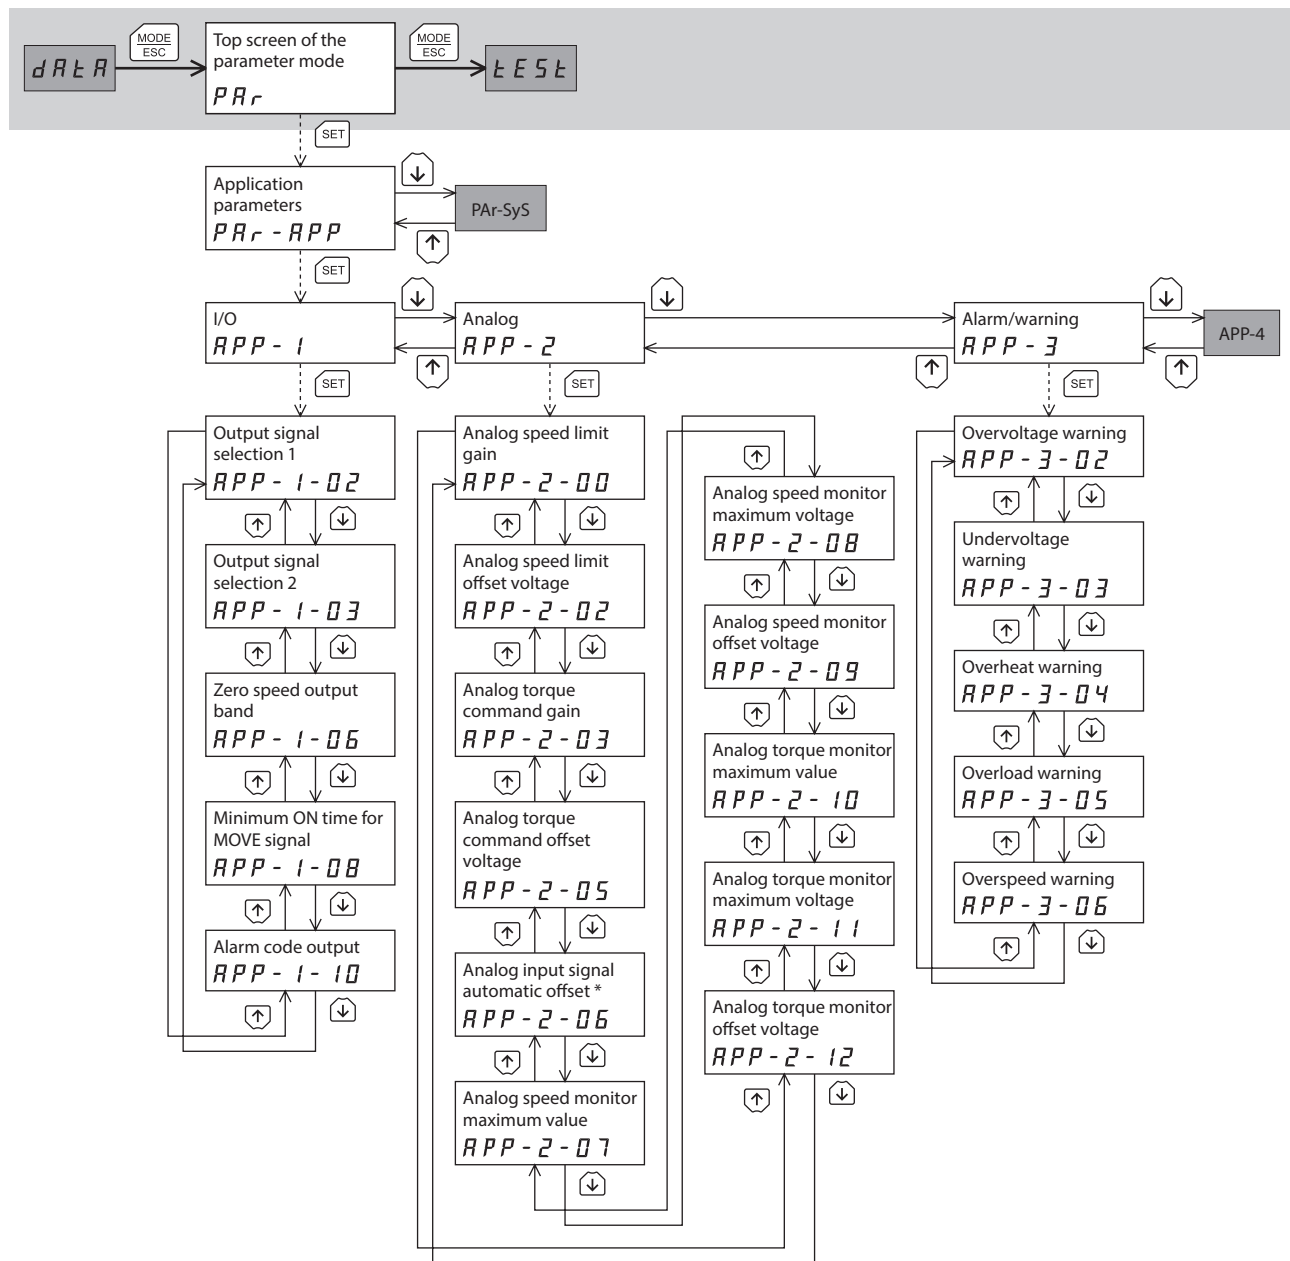 MODE
ESC
MODE
ESC
dAtA
Top screen of the
parameter mode
PAr
tESt
SET
Application
parameters
PAr-APP
PAr-SyS
SET
I/O
APP-1
Analog
APP-2
Alarm/warning
APP-3
APP-4
SET
SET
SET
Output signal
selection 1
APP-1-02
Output signal
selection 2
APP-1-03
Zero speed output
band
APP-1-06
Minimum ON time for
MOVE signal
APP-1-08
Alarm code output
APP-1-10
Analog speed limit
gain
APP-2-00
Analog speed limit
offset voltage
APP-2-02
Analog torque
command gain
APP-2-03
Analog torque
command offset
voltage
APP-2-05
Analog input signal
automatic offset *
APP-2-06
Analog speed monitor
maximum value
APP-2-07
Analog speed monitor
maximum voltage
APP-2-08
Analog speed monitor
offset voltage
APP-2-09
Analog torque monitor
maximum value
APP-2-10
Analog torque monitor
maximum voltage
APP-2-11
Analog torque monitor
offset voltage
APP-2-12
Overvoltage warning
APP-3-02
Undervoltage
warning
APP-3-03
Overheat warning
APP-3-04
Overload warning
APP-3-05
Overspeed warning
APP-3-06